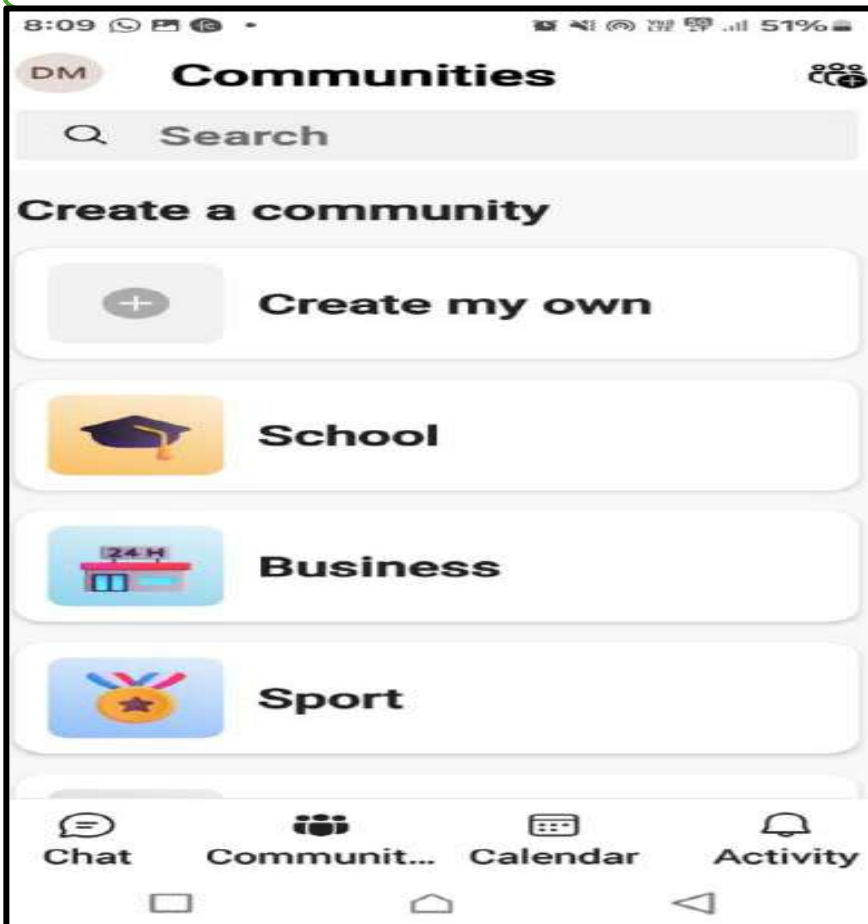 8:09 51%
DM Communities
Search
Create a community
Create my own
School
24 H
Business
Sport
Chat Communit... Calendar Activity